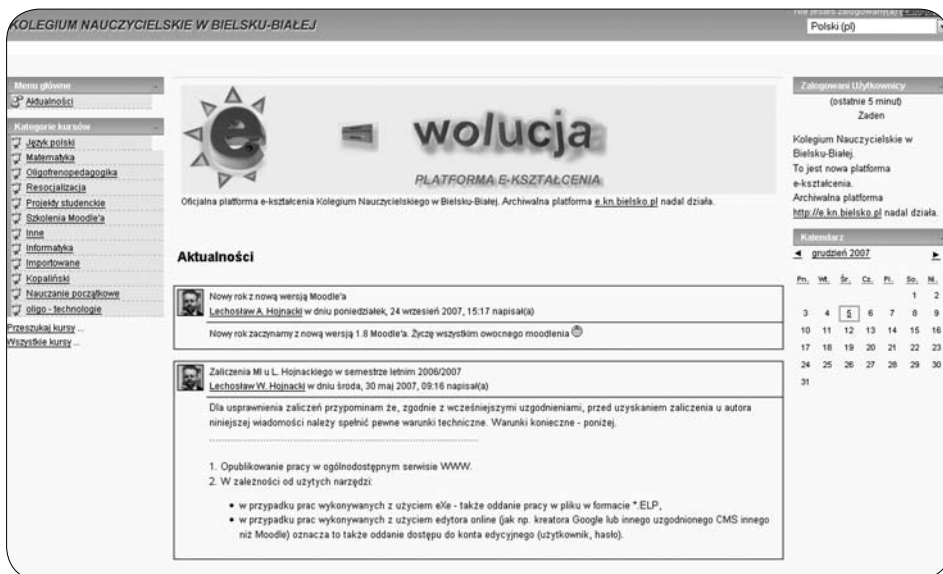 KOLEGIUM NAUCZYCIELSKIE W BIELSKU-BIAŁEJ
Polski (pl)
Menu główne
Aktualności
Kategorie kursów
Język polski
Matematyka
Oligofrenopedagogika
Resocjalizacja
Projekty studenckie
Szkolenia Moodle'a
Inne
Informatyka
Importowane
Kopaliński
Nauczanie początkowe
oligo - technologie
Przeszukaj kursy ...
Wszystkie kursy ...
e - wolucja
PLATFORMA E-KSZTAŁCENIA
Oficjalna platforma e-kształcenia Kolegium Nauczycielskiego w Bielsku-Białej. Archiwalna platforma e.kn.bielsko.pl nadal działa.
Aktualności
Nowy rok z nową wersją Moodle'a
Lechosław A. Hojnacki w dniu poniedziałek, 24 wrzesień 2007, 15:17 napisał(a)
Nowy rok zaczynamy z nową wersją 1.8 Moodle'a. Życzę wszystkim owocnego moodlenia
Zaliczenia MI u L. Hojnackiego w semestrze letnim 2006/2007
Lechosław W. Hojnacki w dniu środa, 30 maj 2007, 09:16 napisał(a)
Dla usprawnienia zaliczeń przypominam że, zgodnie z wcześniejszymi uzgodnieniami, przed uzyskaniem zaliczenia u autora
niniejszej wiadomości należy spełnić pewne warunki techniczne. Warunki konieczne - poniżej.
1. Opublikowanie pracy w ogólnodostępnym serwisie WWW.
2. W zależności od użytych narzędzi:
• w przypadku prac wykonywanych z użyciem eXe - także oddanie pracy w pliku w formacie *.ELP,
• w przypadku prac wykonywanych z użyciem edytora online (jak np. kreatora Google lub innego uzgodnionego CMS innego
niż Moodle) oznacza to także oddanie dostępu do konta edycyjnego (użytkownik, hasło).
Zalogowani Użytkownicy
(ostatnie 5 minut)
Żaden
Kolegium Nauczycielskie w
Bielsku-Białej.
To jest nowa platforma
e-kształcenia.
Archiwalna platforma
http://e.kn.bielsko.pl nadal działa.
Kalendarz
◄ grudzień 2007 ►
Pn. Wt. Śr. Cz. Pt. So. Ni.
1 2
3 4 5 6 7 8 9
10 11 12 13 14 15 16
17 18 19 20 21 22 23
24 25 26 27 28 29 30
31